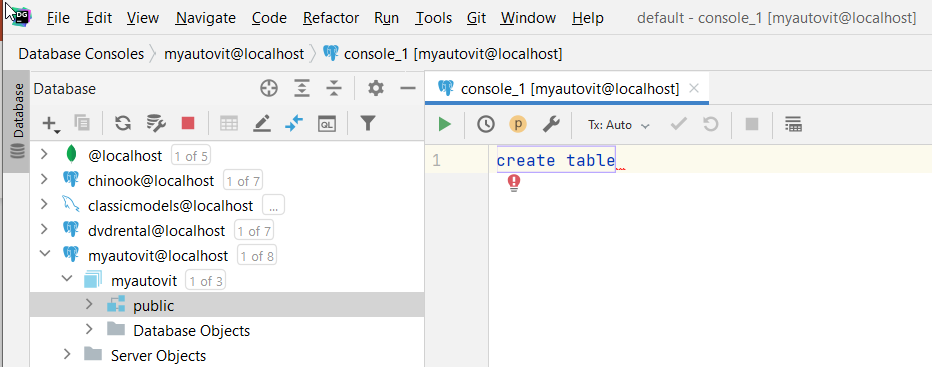 DG File Edit View Navigate Code Refactor Run Tools Git Window Help default - console_1 [myautovit@localhost]
Database Consoles myautovit@localhost console_1 [myautovit@localhost]
Database
Database
console_1 [myautovit@localhost]
QL
P Tx: Auto
@localhost 1 of 5
chinook@localhost 1 of 7
classicmodels@localhost ...
dvdrental@localhost 1 of 7
myautovit@localhost 1 of 8
myautovit 1 of 3
public
Database Objects
Server Objects
1 create table